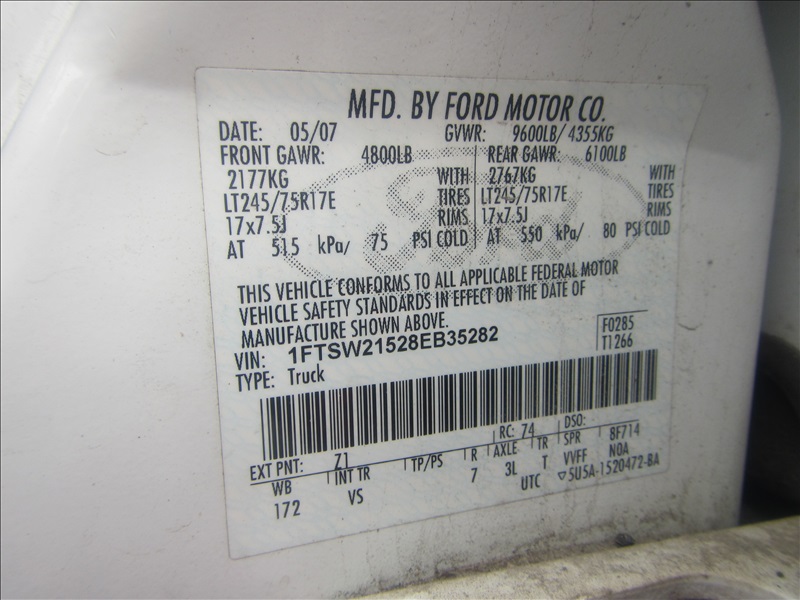 MFD. BY FORD MOTOR CO.
DATE: 05/07 GVWR: 9600LB/ 4355KG
FRONT GAWR: 4800LB REAR GAWR: 6100LB
2177KG WITH 2767KG WITH
LT245/75R17E TIRES LT245/75R17E TIRES
17x7.5J RIMS 17x7.5J RIMS
AT 515 kPa/ 75 PSI COLD AT 550 kPa/ 80 PSI COLD
Ford
THIS VEHICLE CONFORMS TO ALL APPLICABLE FEDERAL MOTOR
VEHICLE SAFETY STANDARDS IN EFFECT ON THE DATE OF
MANUFACTURE SHOWN ABOVE.
VIN: 1FTSW21528EB35282 F0285
TYPE: Truck T1266
EXT PNT: Z1 RC: 74 DSO:
WB INT TR TP/PS R AXLE TR SPR 8F714
172 VS 7 3L T VVFF NOA
UTC ▽5U5A-1520472-BA